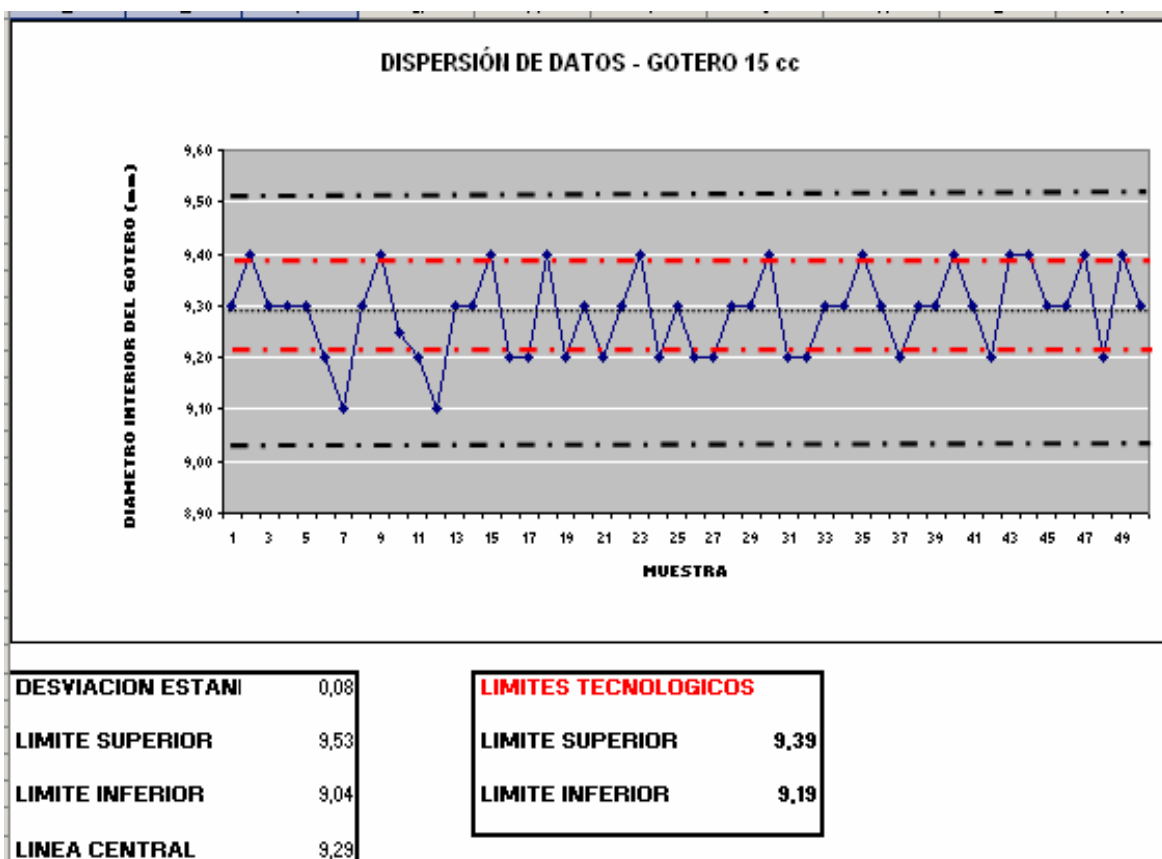 DISPERSIÓN DE DATOS - GOTERO 15 cc
DIAMETRO INTERIOR DEL GOTERO (mm)
9,60
9,50
9,40
9,30
9,20
9,10
9,00
8,90
1 3 5 7 9 11 13 15 17 19 21 23 25 27 29 31 33 35 37 39 41 43 45 47 49
MUESTRA
DESVIACION ESTAN 0,08
LIMITE SUPERIOR 9,53
LIMITE INFERIOR 9,04
LINEA CENTRAL 9,29
LIMITES TECNOLOGICOS
LIMITE SUPERIOR 9,39
LIMITE INFERIOR 9,19